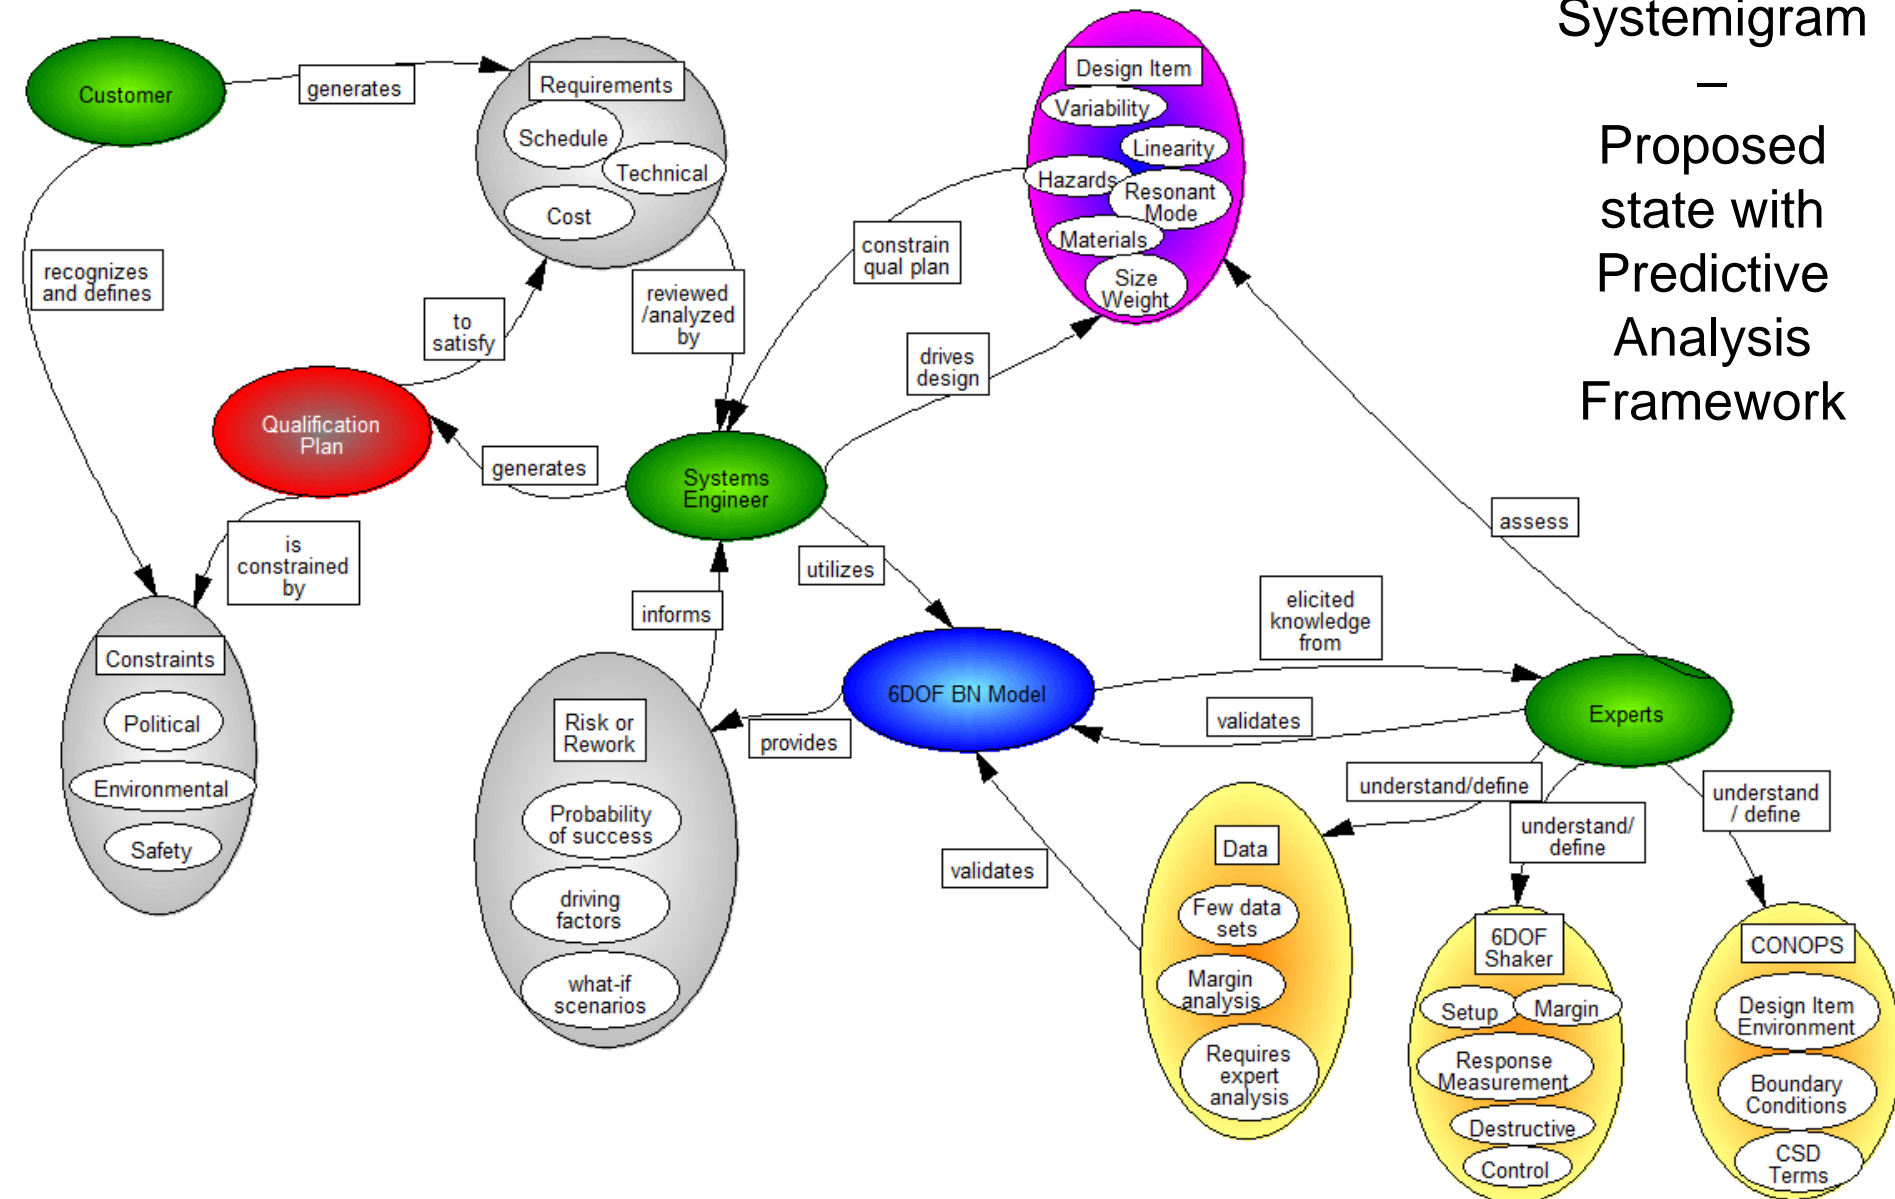 Systemigram
–
Proposed
state with
Predictive
Analysis
Framework
Customer
generates
Requirements
Schedule
Technical
Cost
Design Item
Variability
Linearity
Hazards
Resonant
Mode
Materials
Size
Weight
recognizes
and defines
to
satisfy
reviewed
/analyzed
by
constrain
qual plan
drives
design
Qualification
Plan
generates
Systems
Engineer
assess
is
constrained
by
utilizes
informs
elicited
knowledge
from
Constraints
Political
Environmental
Safety
Risk or
Rework
Probability
of success
driving
factors
what-if
scenarios
provides
6DOF BN Model
validates
Experts
understand/define
understand/
define
understand
/ define
validates
Data
Few data
sets
Margin
analysis
Requires
expert
analysis
6DOF
Shaker
Setup
Margin
Response
Measurement
Destructive
Control
CONOPS
Design Item
Environment
Boundary
Conditions
CSD
Terms